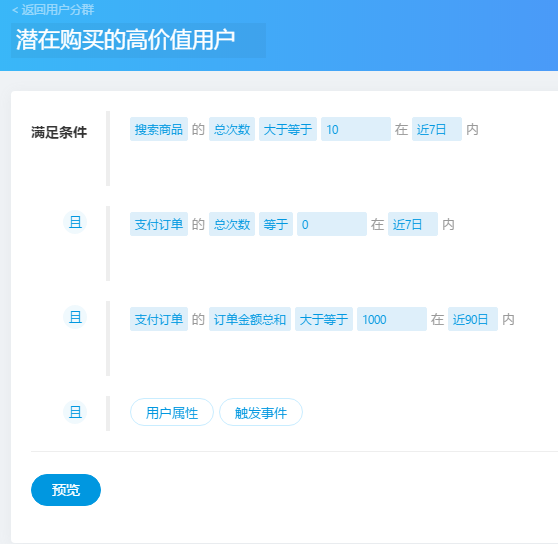 < 返回用户分群
潜在购买的高价值用户
满足条件 搜索商品 的 总次数 大于等于 10 在 近7日 内
且 支付订单 的 总次数 等于 0 在 近7日 内
且 支付订单 的 订单金额总和 大于等于 1000 在 近90日 内
且 用户属性 触发事件
预览